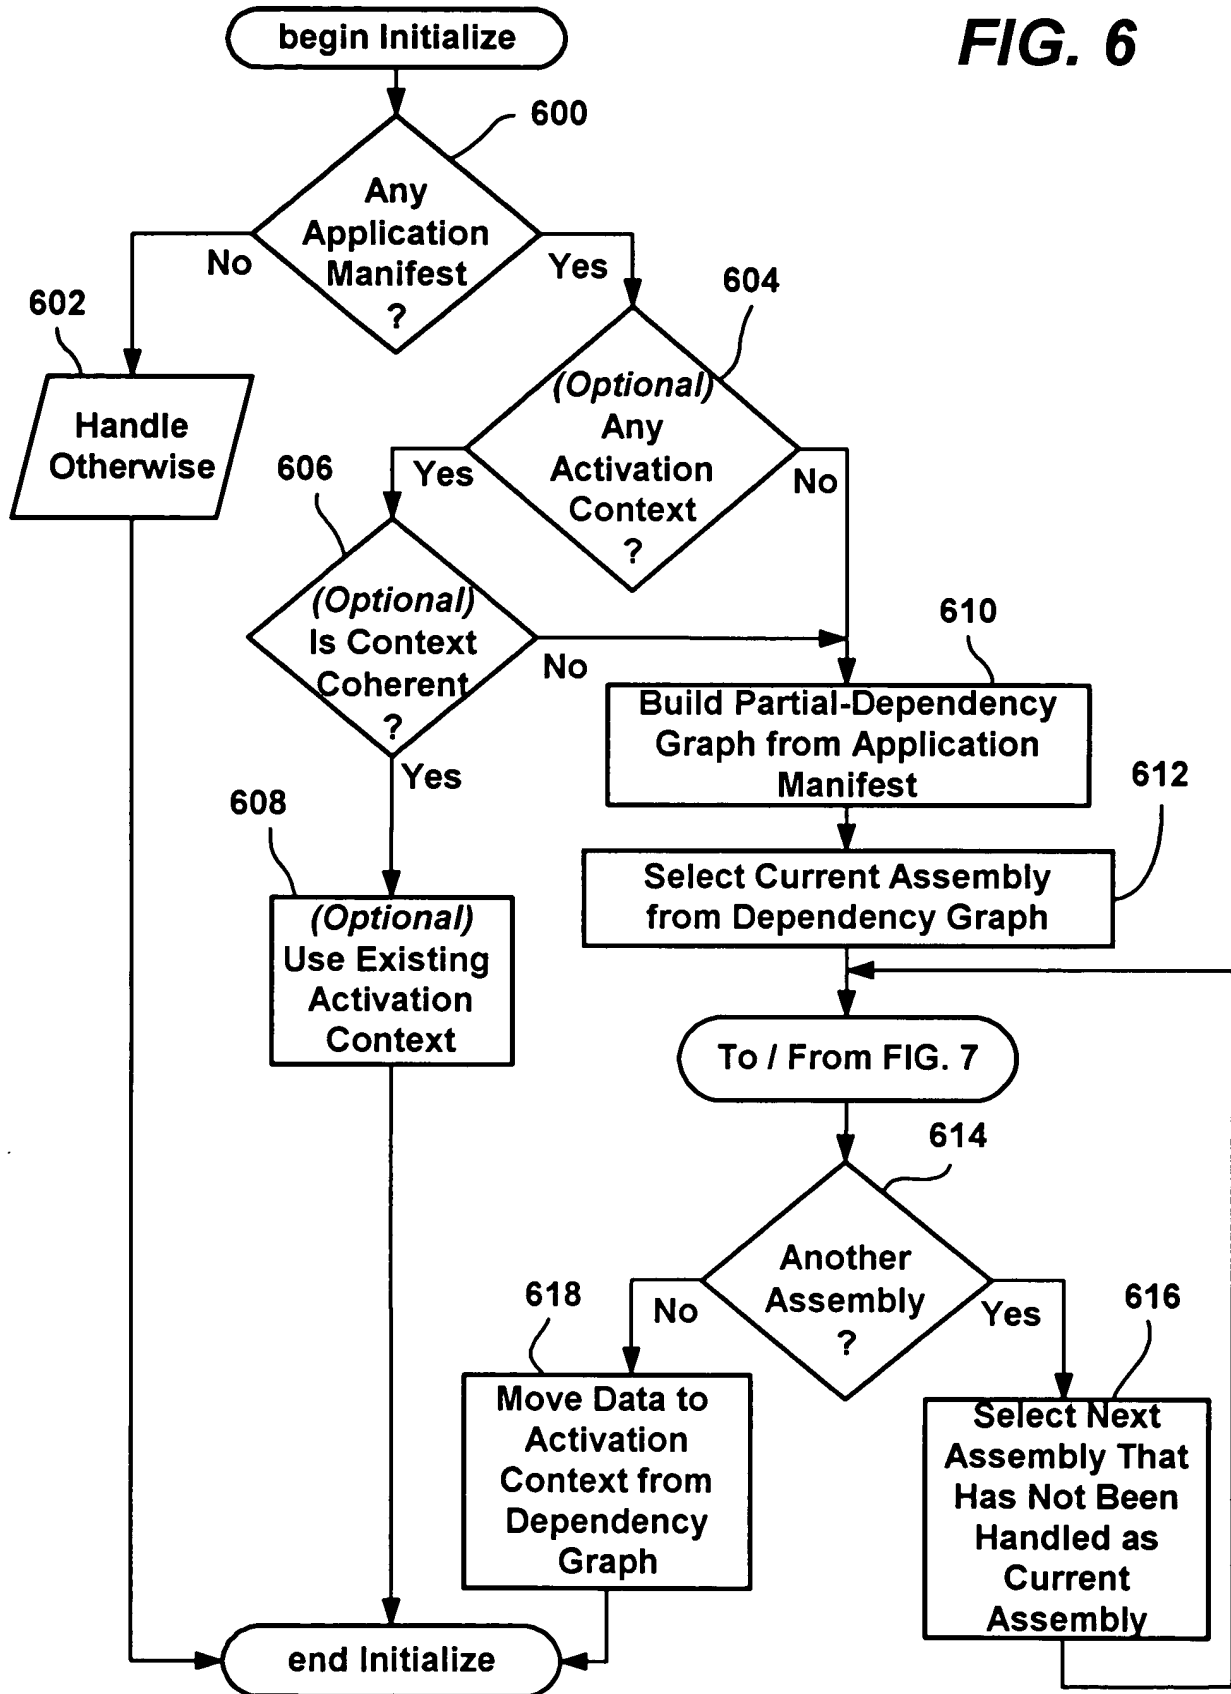 FIG. 6
begin Initialize
600
Any
Application
Manifest
?
No
Yes
602
Handle
Otherwise
604
(Optional)
Any
Activation
Context
?
Yes
No
606
(Optional)
Is Context
Coherent
?
No
Yes
608
(Optional)
Use Existing
Activation
Context
610
Build Partial-Dependency
Graph from Application
Manifest
612
Select Current Assembly
from Dependency Graph
To / From FIG. 7
614
Another
Assembly
?
No
Yes
618
Move Data to
Activation
Context from
Dependency
Graph
616
Select Next
Assembly That
Has Not Been
Handled as
Current
Assembly
end Initialize